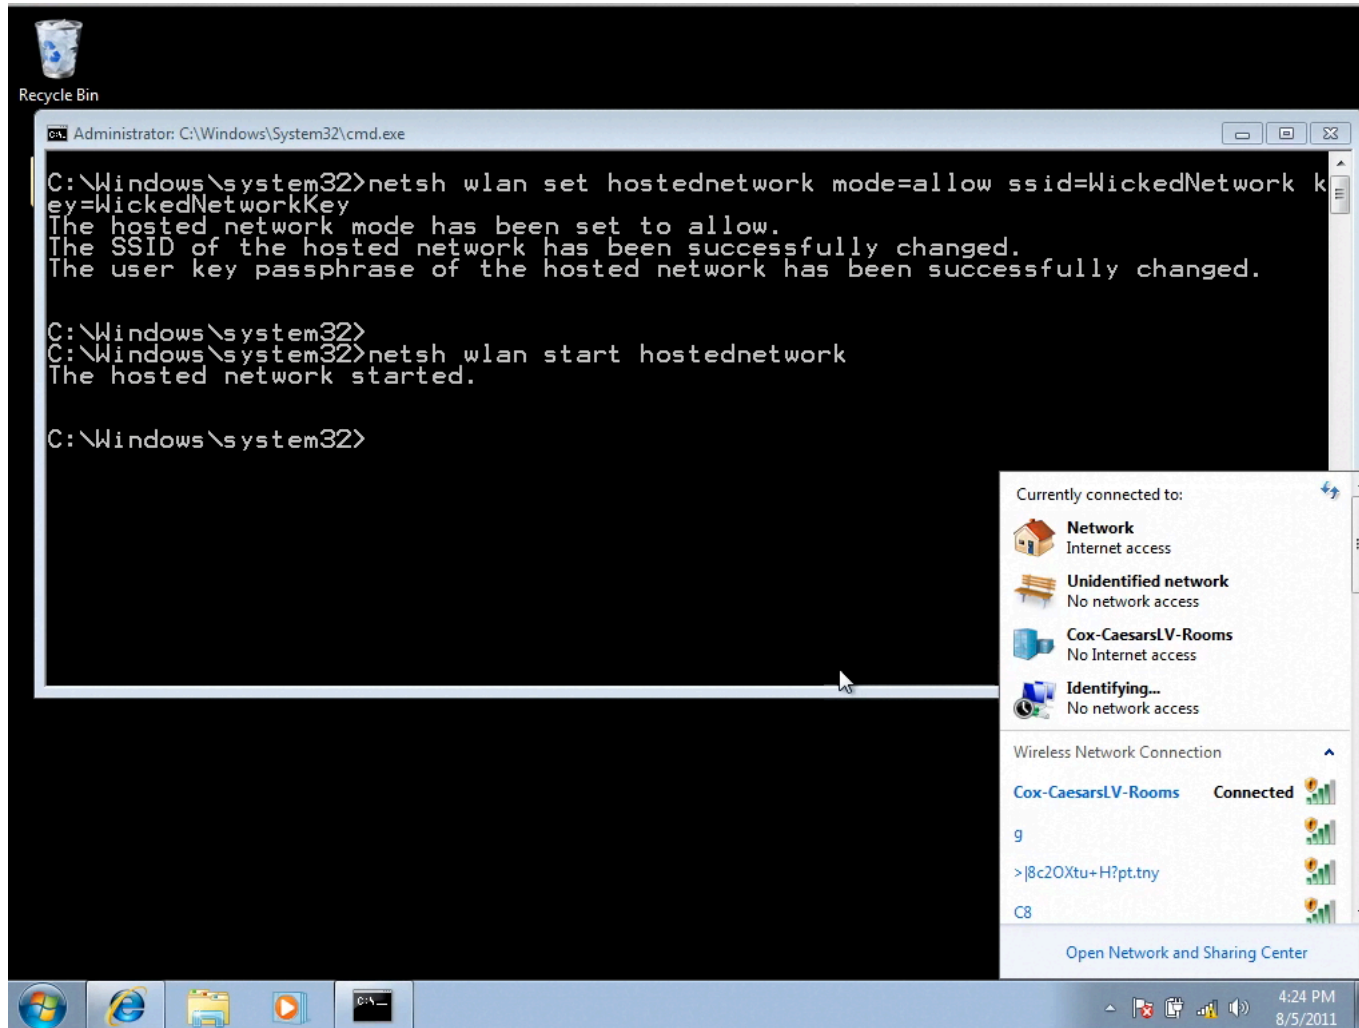 Recycle Bin
Administrator: C:\Windows\System32\cmd.exe
C:\Windows\system32>netsh wlan set hostednetwork mode=allow ssid=WickedNetwork k
ey=WickedNetworkKey
The hosted network mode has been set to allow.
The SSID of the hosted network has been successfully changed.
The user key passphrase of the hosted network has been successfully changed.
C:\Windows\system32>
C:\Windows\system32>netsh wlan start hostednetwork
The hosted network started.
C:\Windows\system32>
Currently connected to:
Network
Internet access
Unidentified network
No network access
Cox-CaesarsLV-Rooms
No Internet access
Identifying...
No network access
Wireless Network Connection
Cox-CaesarsLV-Rooms Connected
g
>|8c2OXtu+H?pt.tny
C8
Open Network and Sharing Center
C:\_
4:24 PM
8/5/2011